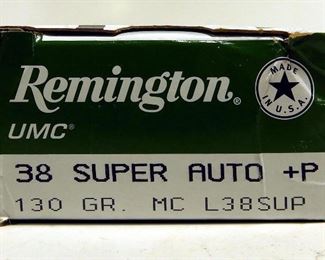 Remington®
MADE
IN U.S.A.
UMC®
38 SUPER AUTO +P
130 GR. MC L38SUP